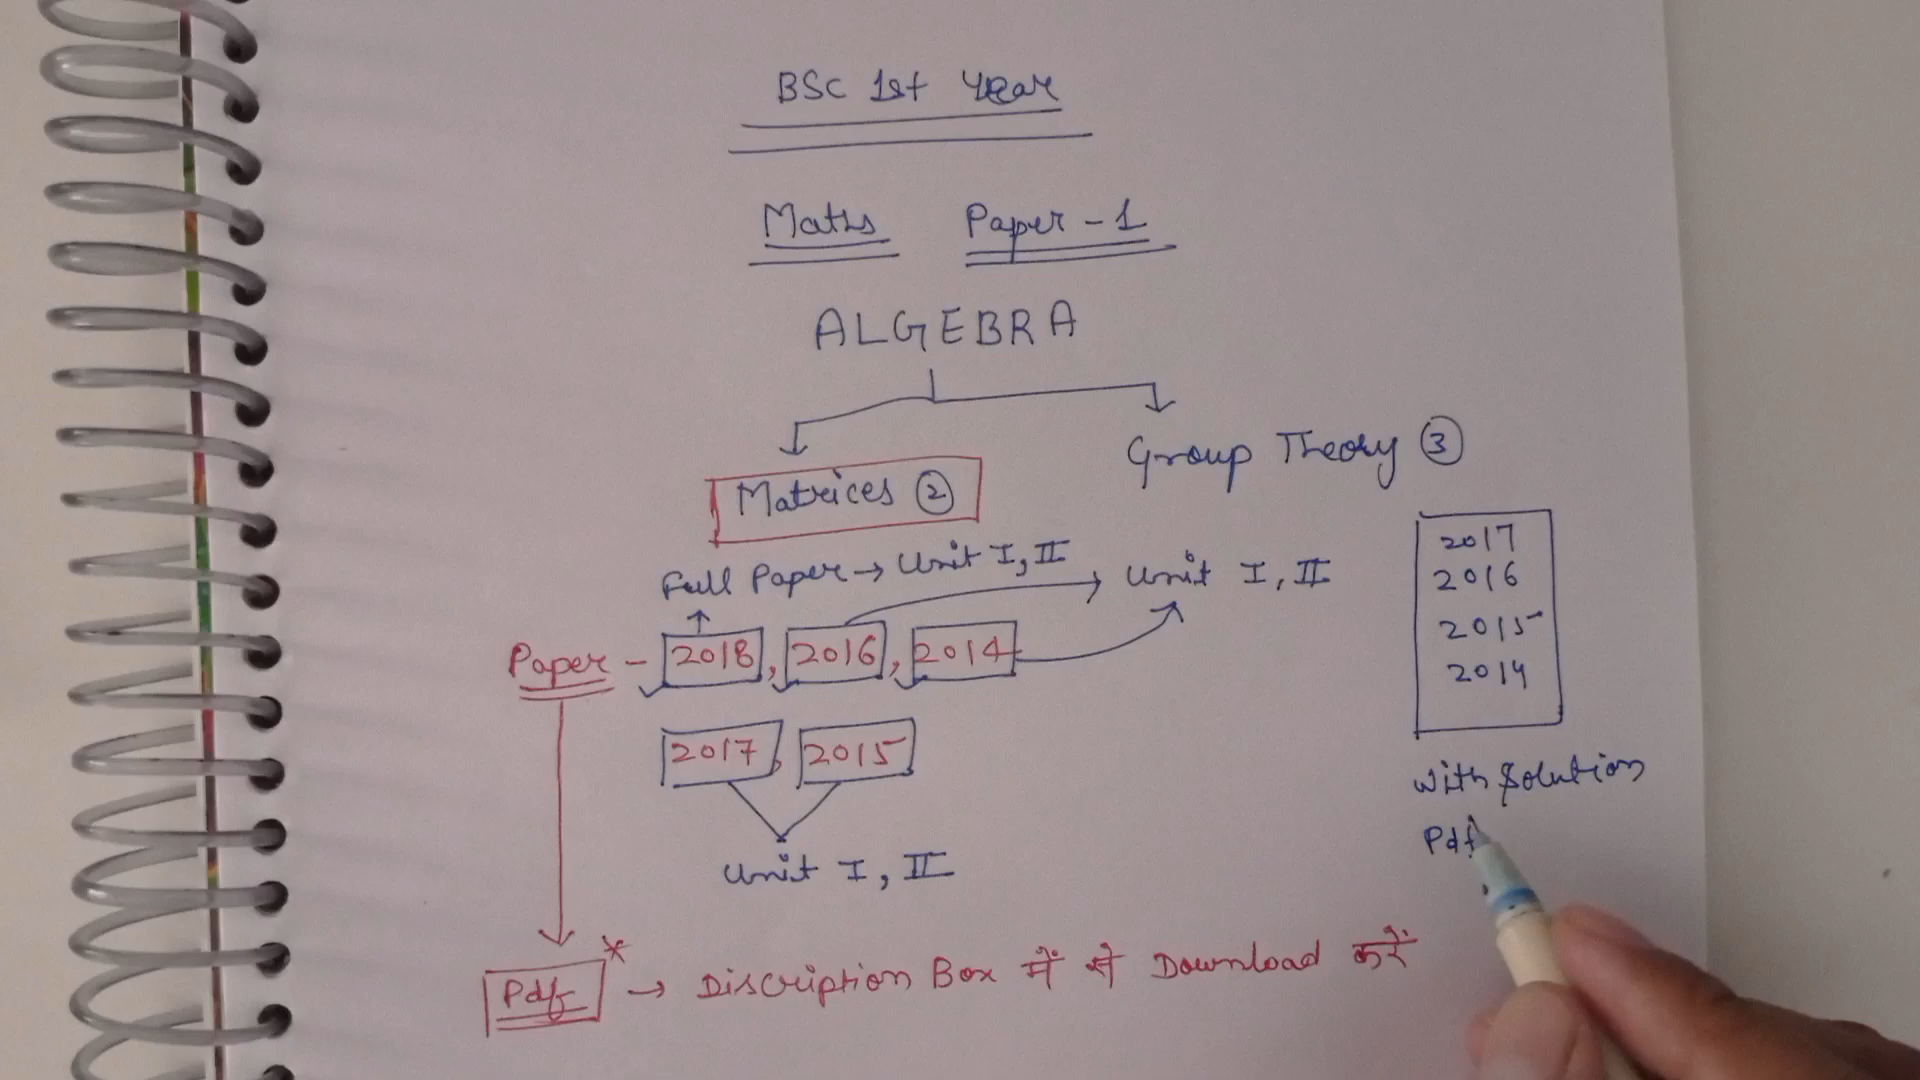 BSc 1st Year
Maths Paper - 1
ALGEBRA
Matrices ②
Group Theory ③
Full Paper → Unit I, II
Unit I, II
Paper - 2018, 2016, 2014
2017, 2015
Unit I, II
2017
2016
2015
2014
With Solution
Pdf
Pdf* → Discription Box में से Download करें